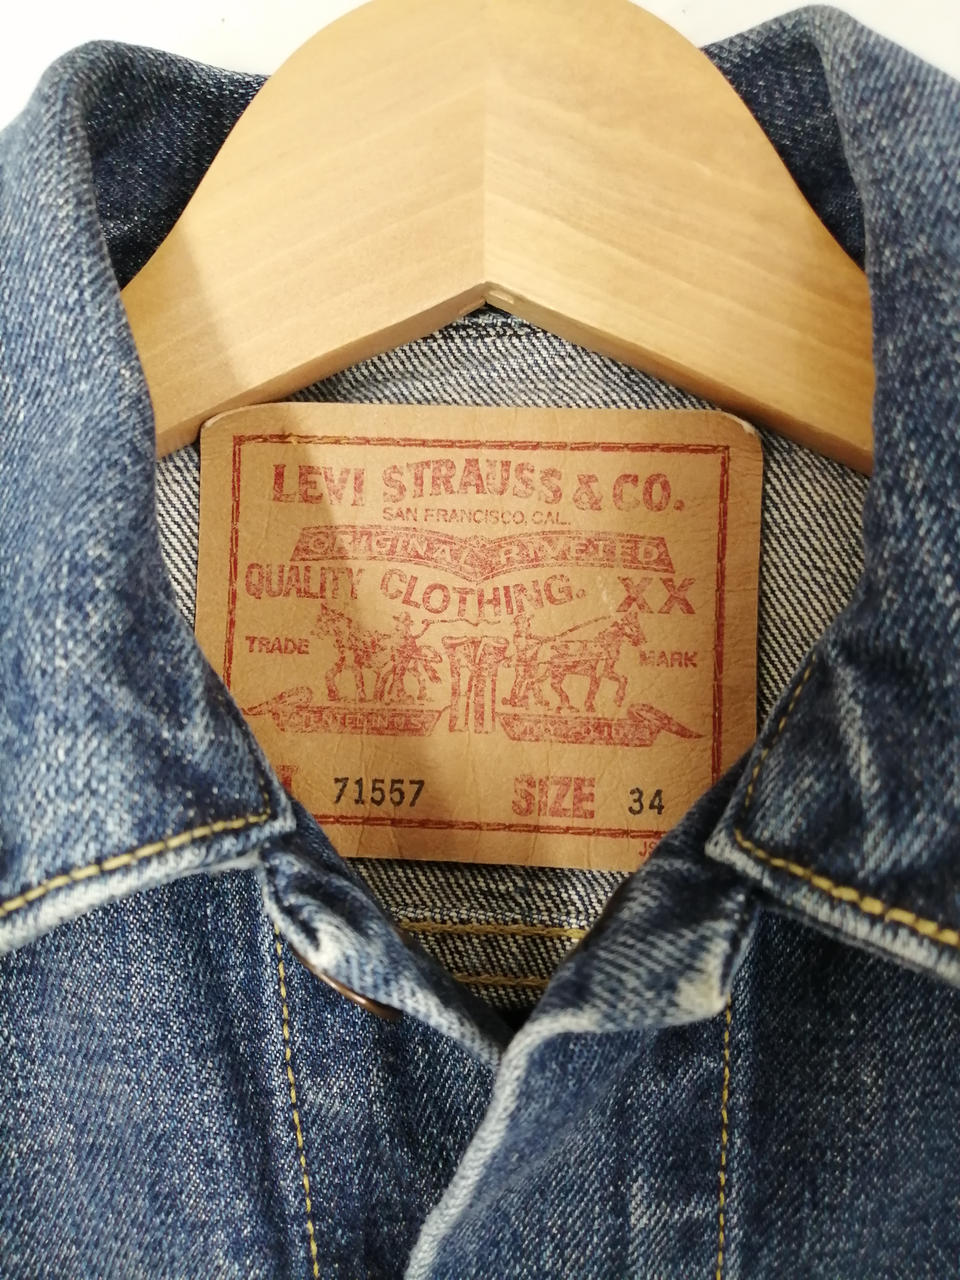 LEVI STRAUSS & CO.
SAN FRANCISCO, CAL.
ORIGINAL RIVETED
QUALITY CLOTHING. XX
TRADE MARK
71557 SIZE 34